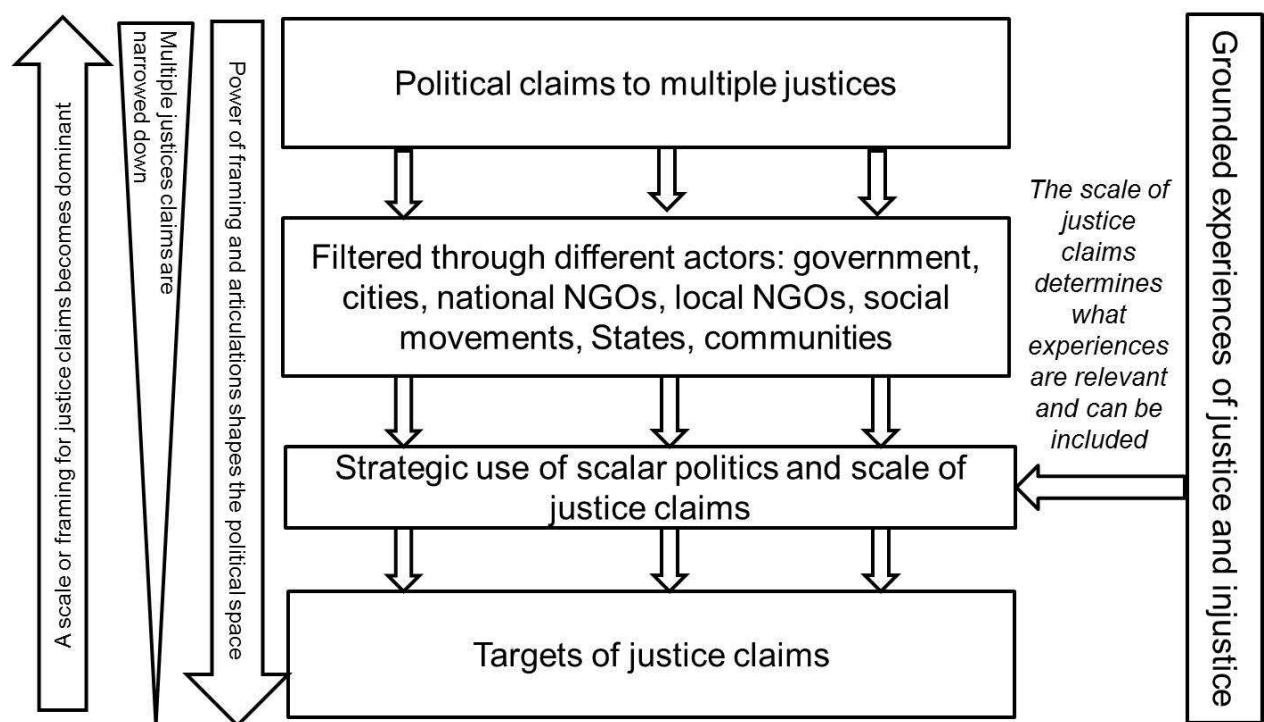 A scale or framing for justice claims becomes dominant
Multiple justices claims are
narrowed down
Power of framing and articulations shapes the political space
Political claims to multiple justices
Filtered through different actors: government,
cities, national NGOs, local NGOs, social
movements, States, communities
Strategic use of scalar politics and scale of
justice claims
Targets of justice claims
The scale of
justice
claims
determines
what
experiences
are relevant
and can be
included
Grounded experiences of justice and injustice